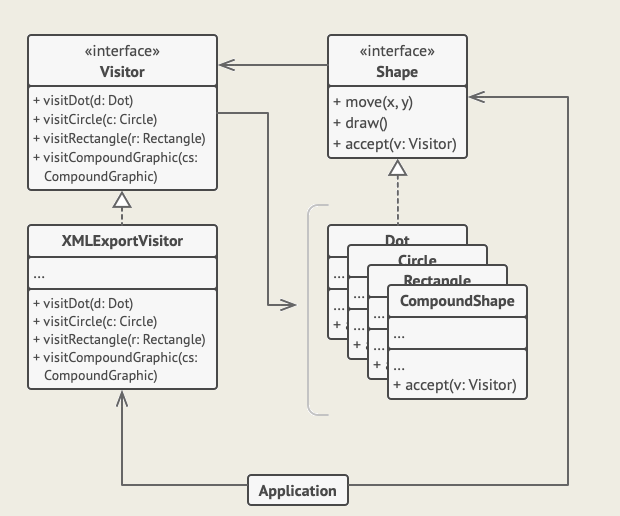 «interface»
Visitor
+ visitDot(d: Dot)
+ visitCircle(c: Circle)
+ visitRectangle(r: Rectangle)
+ visitCompoundGraphic(cs:
CompoundGraphic)
«interface»
Shape
+ move(x, y)
+ draw()
+ accept(v: Visitor)
XMLExportVisitor
...
+ visitDot(d: Dot)
+ visitCircle(c: Circle)
+ visitRectangle(r: Rectangle)
+ visitCompoundGraphic(cs:
CompoundGraphic)
Dot
...
...
+
Circle
...
...
+
Rectangle
...
...
+
CompoundShape
...
...
+ accept(v: Visitor)
Application